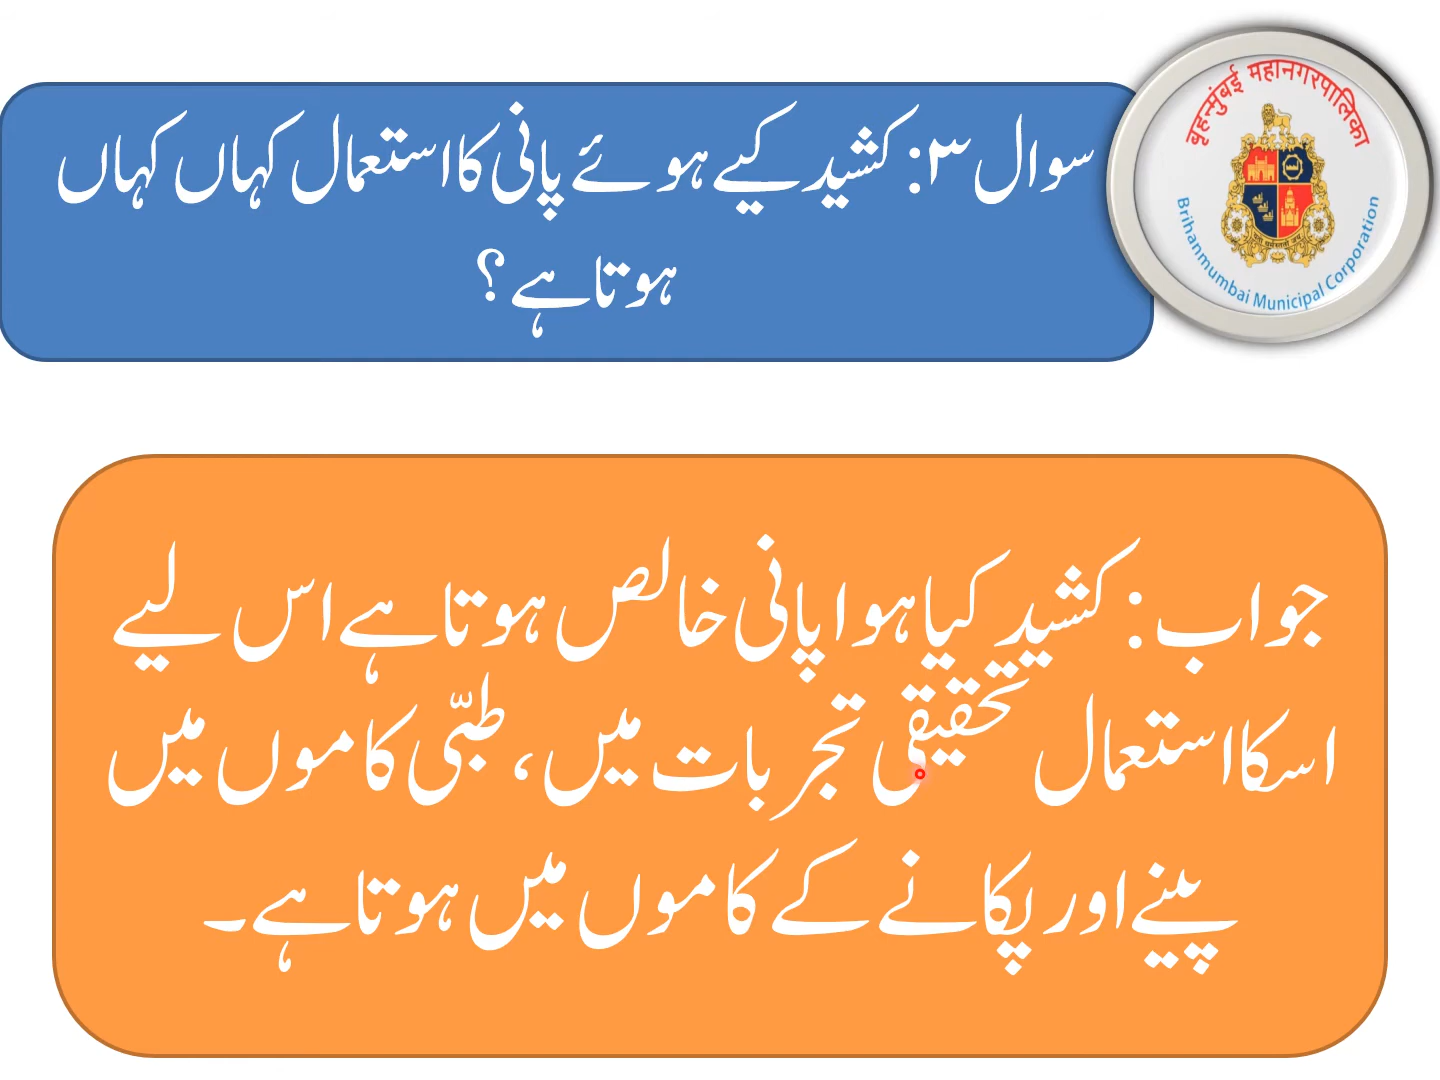 बृहन्मुंबई महानगरपालिका
Brihanmumbai Municipal Corporation
سوال ۳: کشید کیے ہوئے پانی کا استعمال کہاں کہاں
ہوتا ہے ؟
جواب: کشید کیا ہوا پانی خالص ہوتا ہے اس لیے
اسکا استعمال تحقیقی تجربات میں، طبّی کاموں میں
پینے اور پکانے کے کاموں میں ہوتا ہے۔